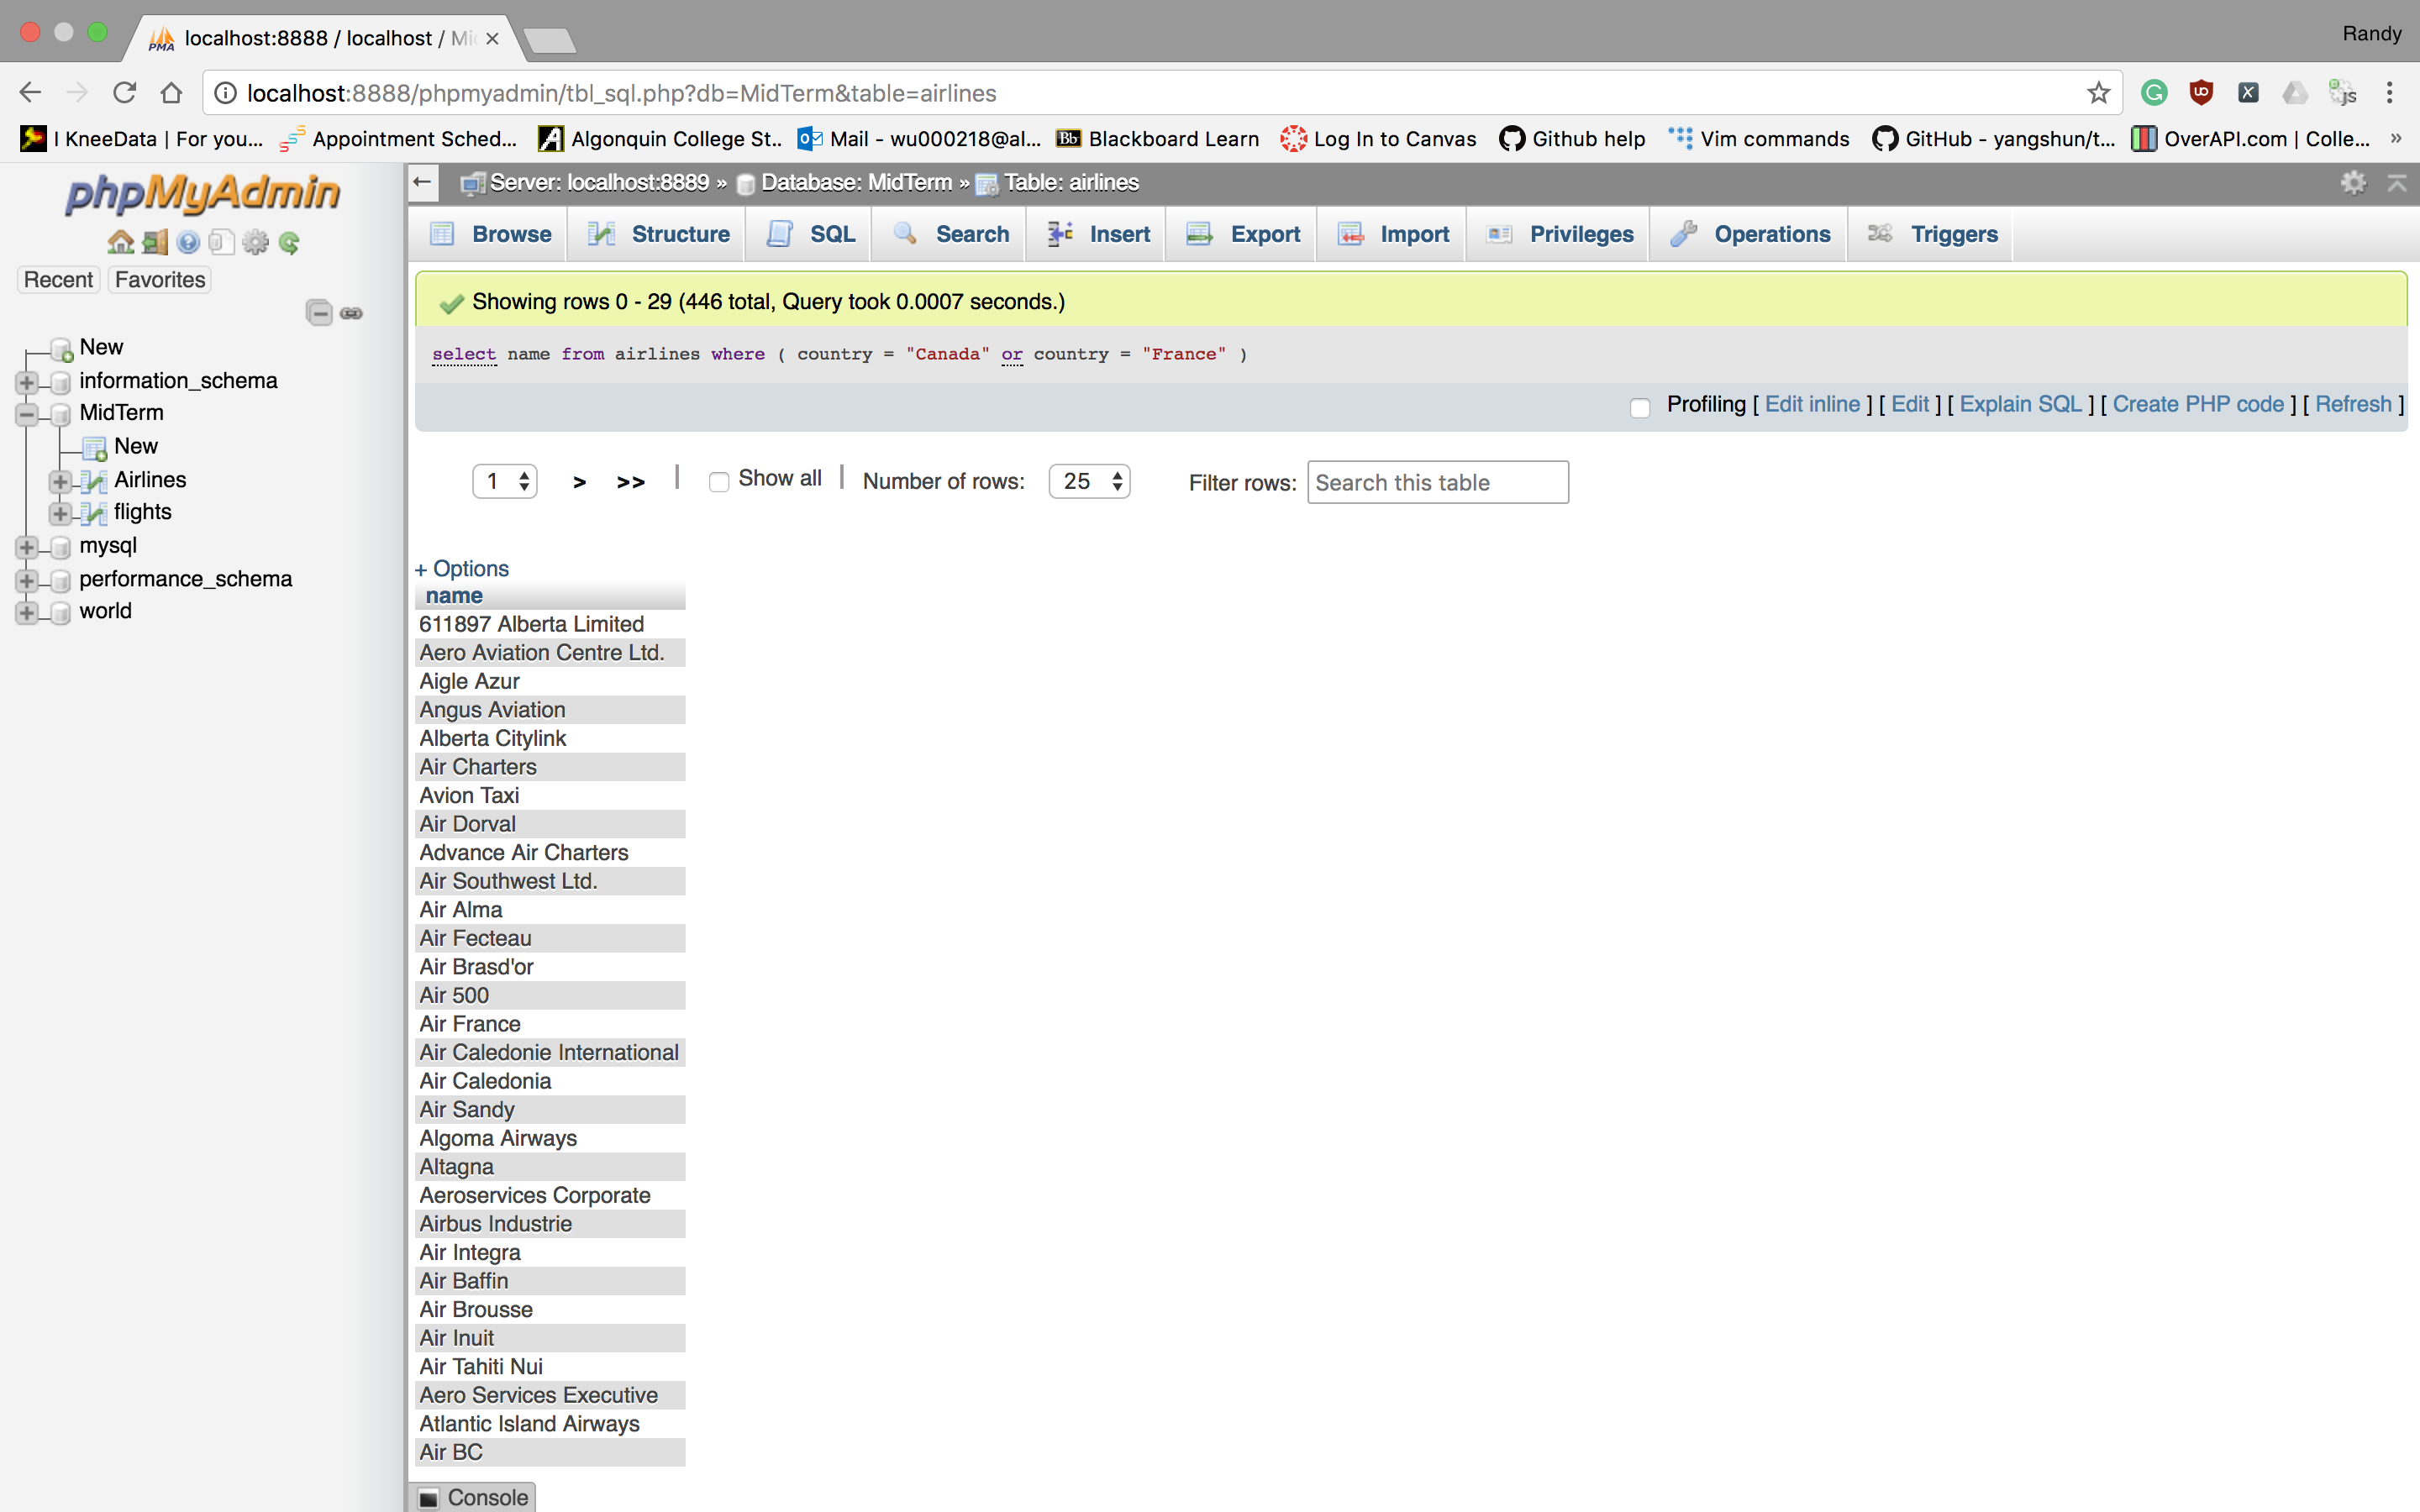 localhost:8888 / localhost / Mi
Randy
localhost:8888/phpmyadmin/tbl_sql.php?db=MidTerm&table=airlines
I KneeData | For you...
Appointment Sched...
Algonquin College St...
Mail - wu000218@al...
Blackboard Learn
Log In to Canvas
Github help
Vim commands
GitHub - yangshun/t...
OverAPI.com | Colle...
phpMyAdmin
Recent
Favorites
New
information_schema
MidTerm
New
Airlines
flights
mysql
performance_schema
world
Server: localhost:8889 » Database: MidTerm » Table: airlines
Browse
Structure
SQL
Search
Insert
Export
Import
Privileges
Operations
Triggers
Showing rows 0 - 29 (446 total, Query took 0.0007 seconds.)
select name from airlines where ( country = "Canada" or country = "France" )
Profiling [ Edit inline ] [ Edit ] [ Explain SQL ] [ Create PHP code ] [ Refresh ]
1 > >> | Show all | Number of rows: 25 Filter rows: Search this table
+ Options
name
611897 Alberta Limited
Aero Aviation Centre Ltd.
Aigle Azur
Angus Aviation
Alberta Citylink
Air Charters
Avion Taxi
Air Dorval
Advance Air Charters
Air Southwest Ltd.
Air Alma
Air Fecteau
Air Brasd'or
Air 500
Air France
Air Caledonie International
Air Caledonia
Air Sandy
Algoma Airways
Altagna
Aeroservices Corporate
Airbus Industrie
Air Integra
Air Baffin
Air Brousse
Air Inuit
Air Tahiti Nui
Aero Services Executive
Atlantic Island Airways
Air BC
Console